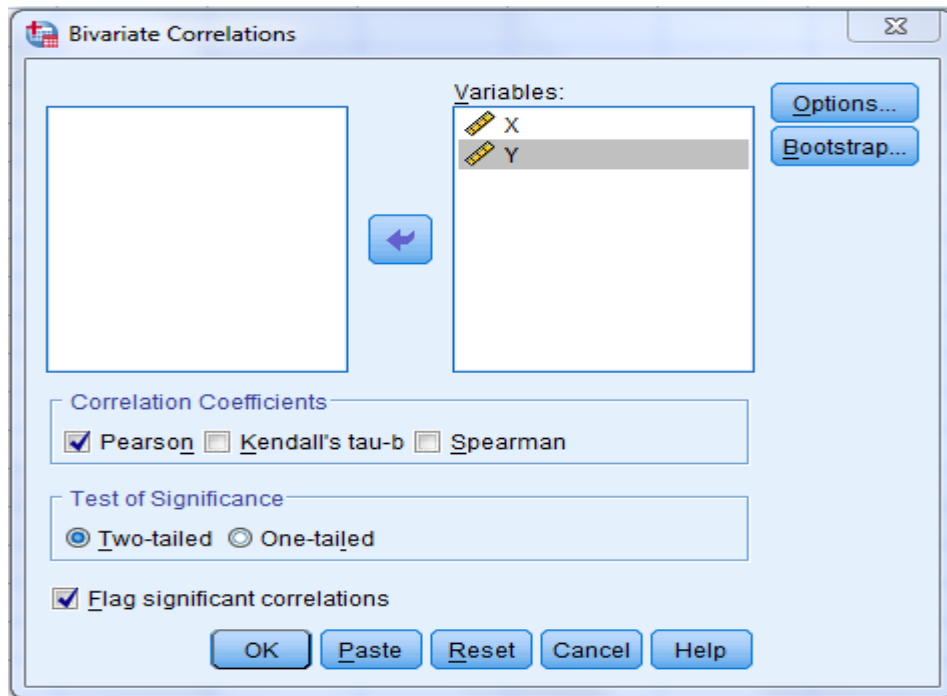 Bivariate Correlations
Variables:
X
Y
Options...
Bootstrap...
Correlation Coefficients
Pearson Kendall's tau-b Spearman
Test of Significance
Two-tailed One-tailed
Flag significant correlations
OK Paste Reset Cancel Help